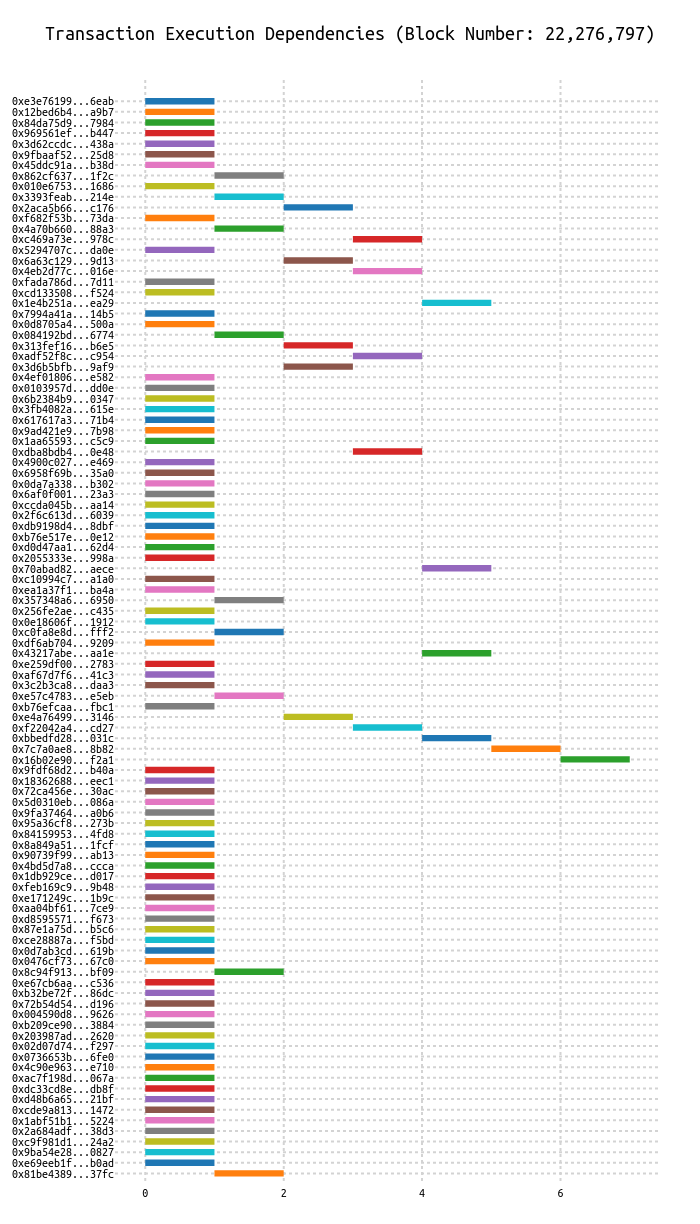 Transaction Execution Dependencies (Block Number: 22,276,797)
0xe3e76199...6eab
0x12bed6b4...a9b7
0x84da75d9...7984
0x969561ef...b447
0x3d62ccdc...438a
0x9fbaaf52...25d8
0x45ddc91a...b38d
0x862cf637...1f2c
0x010e6753...1686
0x3393feab...214e
0x2aca5b66...c176
0xf682f53b...73da
0x4a70b660...88a3
0xc469a73e...978c
0x5294707c...da0e
0x6a63c129...9d13
0x4eb2d77c...016e
0xfada786d...7d11
0xcd133508...f524
0x1e4b251a...ea29
0x7994a41a...14b5
0x0d8705a4...500a
0x084192bd...6774
0x313fef16...b6e5
0xadf52f8c...c954
0x3d6b5bfb...9af9
0x4ef01806...e582
0x0103957d...dd0e
0x6b2384b9...0347
0x3fb4082a...615e
0x617617a3...71b4
0x9ad421e9...7b98
0x1aa65593...c5c9
0xdba8bdb4...0e48
0x4900c027...e469
0x6958f69b...35a0
0x0da7a338...b302
0x6af0f001...23a3
0xccda045b...aa14
0x2f6c613d...6039
0xdb9198d4...8dbf
0xb76e517e...0e12
0xd0d47aa1...62d4
0x2055333e...998a
0x70abad82...aece
0xc10994c7...a1a0
0xea1a37f1...ba4a
0x357348a6...6950
0x256fe2ae...c435
0x0e18606f...1912
0xc0fa8e8d...fff2
0xdf6ab704...9209
0x43217abe...aa1e
0xe259df00...2783
0xaf67d7f6...41c3
0x3c2b3ca8...daa3
0xe57c4783...e5eb
0xb76efcaa...fbc1
0xe4a76499...3146
0xf22042a4...cd27
0xbbedfd28...031c
0x7c7a0ae8...8b82
0x16b02e90...f2a1
0x9fdf68d2...b40a
0x18362688...eec1
0x72ca456e...30ac
0x5d0310eb...086a
0x9fa37464...a0b6
0x95a36cf8...273b
0x84159953...4fd8
0x8a849a51...1fcf
0x90739f99...ab13
0x4bd5d7a8...ccca
0x1db929ce...d017
0xfeb169c9...9b48
0xe171249c...1b9c
0xaa04bf61...7ce9
0xd8595571...f673
0x87e1a75d...b5c6
0xce28887a...f5bd
0x0d7ab3cd...619b
0x0476cf73...67c0
0x8c94f913...bf09
0xe67cb6aa...c536
0xb32be72f...86dc
0x72b54d54...d196
0x004590d8...9626
0xb209ce90...3884
0x203987ad...2620
0x02d07d74...f297
0x0736653b...6fe0
0x4c90e963...e710
0xac7f198d...067a
0xdc33cd8e...db8f
0xd48b6a65...21bf
0xcde9a813...1472
0x1abf51b1...5224
0x2a684adf...38d3
0xc9f981d1...24a2
0x9ba54e28...0827
0xe69eeb1f...b0ad
0x81be4389...37fc
0 2 4 6